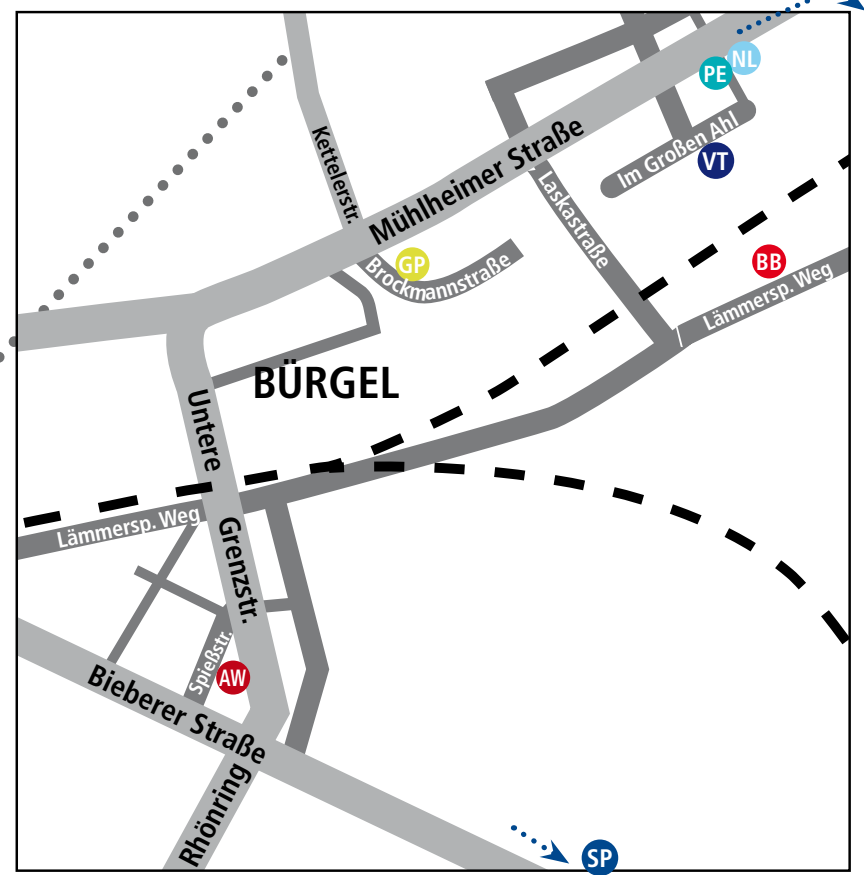 NL
PE
Kettelerstr.
Mühlheimer Straße
Im Großen Ahl
VT
Laskastraße
GP
Brockmannstraße
BB
Lämmersp. Weg
BÜRGEL
Untere
Grenzstr.
Lämmersp. Weg
Spießstr.
AW
Bieberer Straße
Rhönring
SP